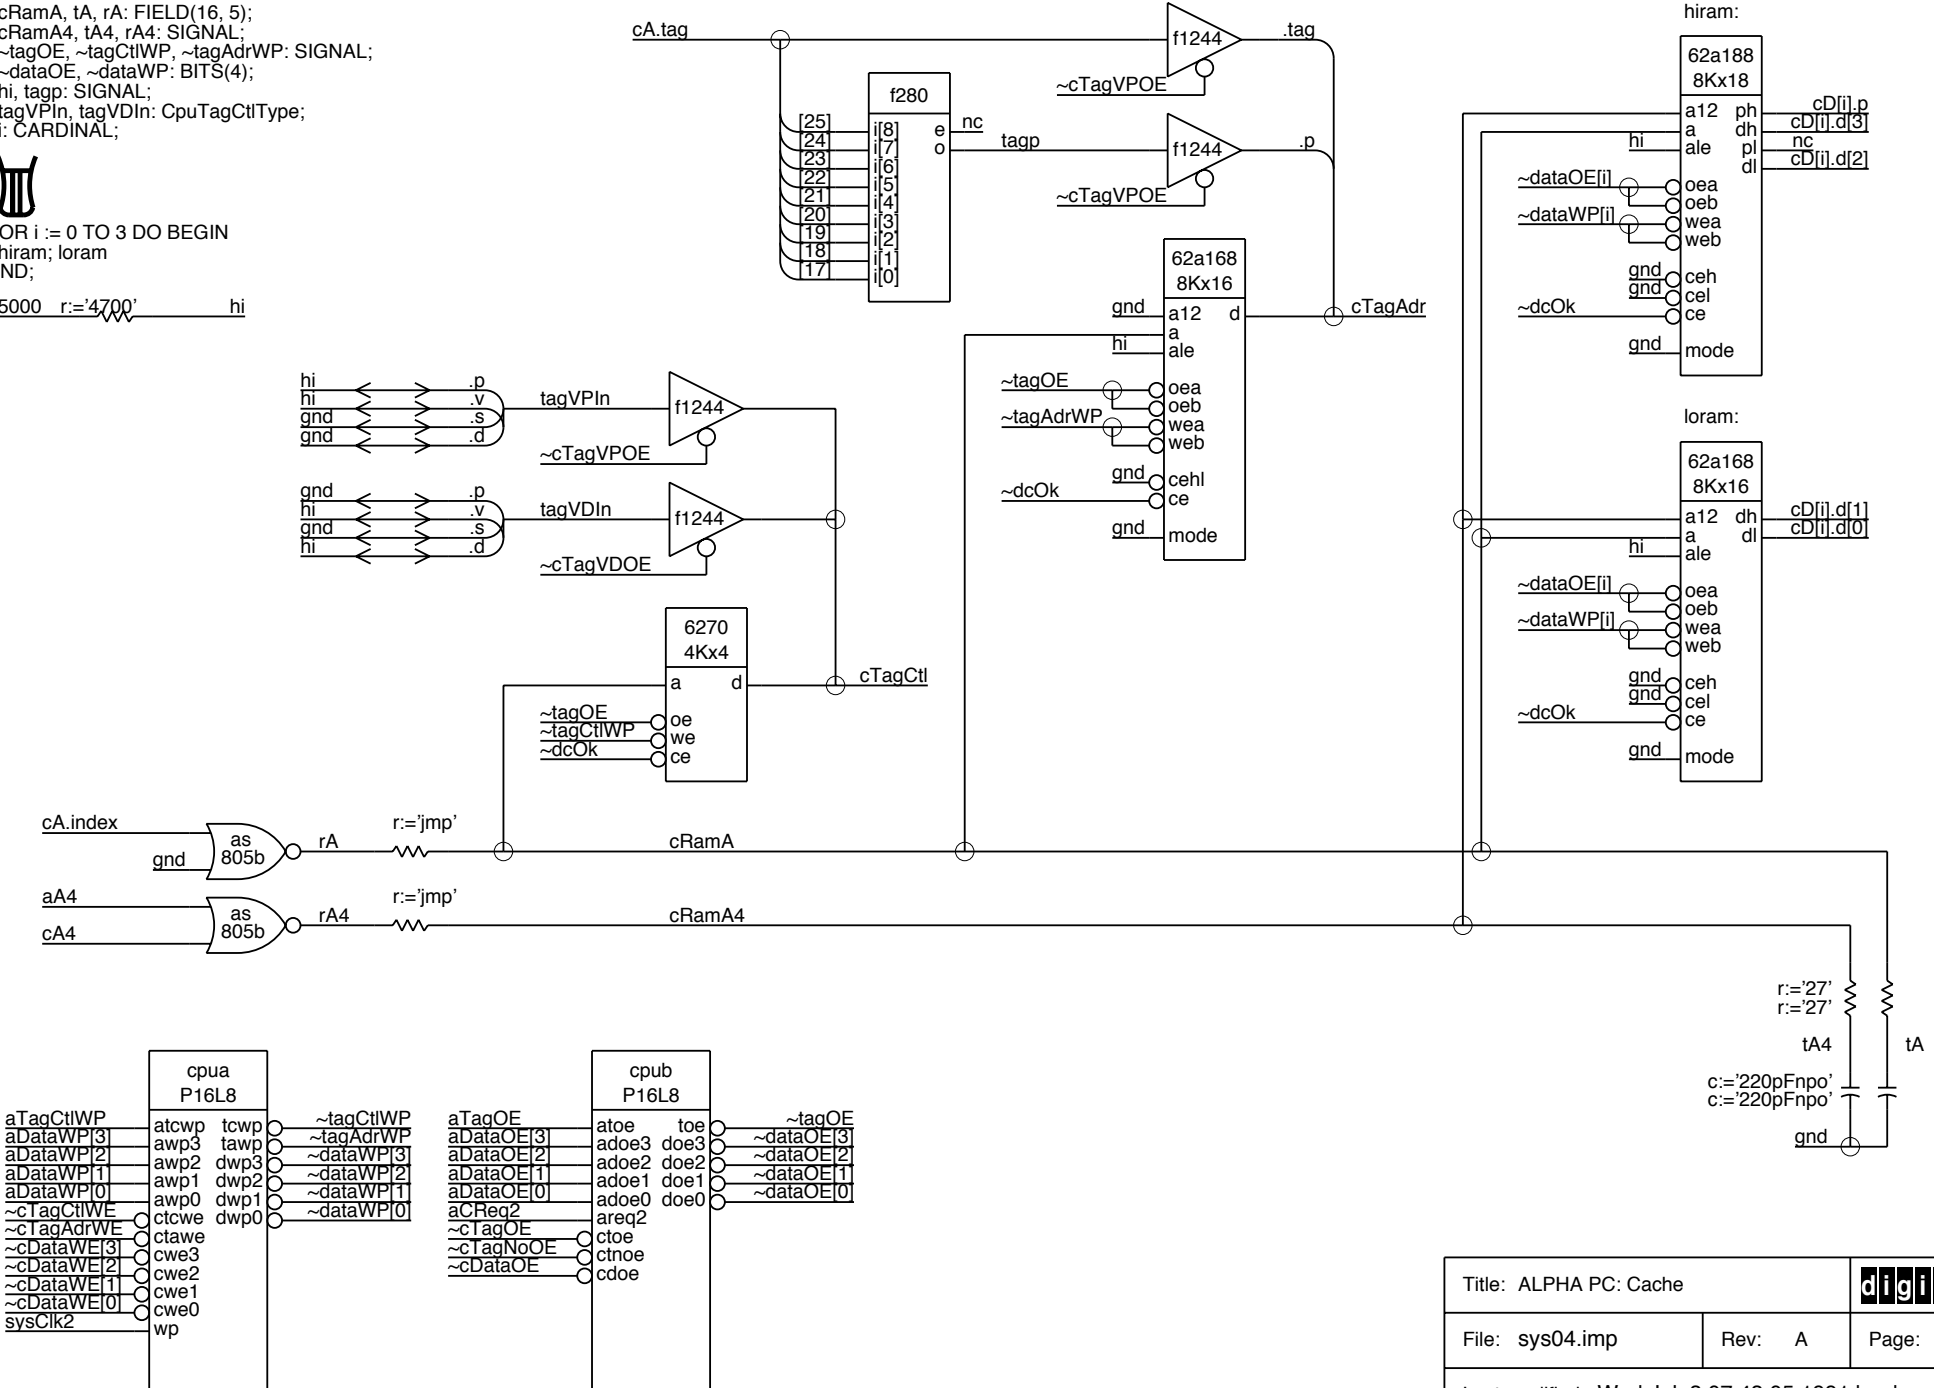 cRamA, tA, rA: FIELD(16, 5);
cRamA4, tA4, rA4: SIGNAL;
~tagOE, ~tagCtlWP, ~tagAdrWP: SIGNAL;
~dataOE, ~dataWP: BITS(4);
hi, tagp: SIGNAL;
tagVPIn, tagVDIn: CpuTagCtlType;
i: CARDINAL;
OR i := 0 TO 3 DO BEGIN
hiram; loram
ND;
5000 r:='4700' hi
cA.tag
f1244
.tag
~cTagVPOE
f280
[25] i[8] e nc
[24] i[7] o tagp
[23] i[6]
[22] i[5]
[21] i[4]
[20] i[3]
[19] i[2]
[18] i[1]
[17] i[0]
f1244
.p
~cTagVPOE
62a168
8Kx16
gnd a12 d cTagAdr
a
hi ale
~tagOE oea
oeb
~tagAdrWP wea
web
gnd cehl
~dcOk ce
gnd mode
hiram:
62a188
8Kx18
a12 ph cD[i].p
a dh cD[i].d[3]
hi ale pl nc
dl cD[i].d[2]
~dataOE[i] oea
oeb
~dataWP[i] wea
web
gnd ceh
gnd cel
~dcOk ce
gnd mode
loram:
62a168
8Kx16
a12 dh cD[i].d[1]
a dl cD[i].d[0]
hi ale
~dataOE[i] oea
oeb
~dataWP[i] wea
web
gnd ceh
gnd cel
~dcOk ce
gnd mode
hi .p
hi .v
gnd .s
gnd .d
tagVPIn
f1244
~cTagVPOE
gnd .p
hi .v
gnd .s
hi .d
tagVDIn
f1244
~cTagVDOE
6270
4Kx4
a d cTagCtl
~tagOE oe
~tagCtlWP we
~dcOk ce
cA.index
gnd
as
805b
rA
r:='jmp'
cRamA
aA4
cA4
as
805b
rA4
r:='jmp'
cRamA4
r:='27'
r:='27'
tA4 tA
c:='220pFnpo'
c:='220pFnpo'
gnd
cpua
P16L8
aTagCtlWP atcwp tcwp ~tagCtlWP
aDataWP[3] awp3 tawp ~tagAdrWP
aDataWP[2] awp2 dwp3 ~dataWP[3]
aDataWP[1] awp1 dwp2 ~dataWP[2]
aDataWP[0] awp0 dwp1 ~dataWP[1]
~cTagCtlWE ctcwe dwp0 ~dataWP[0]
~cTagAdrWE ctawe
~cDataWE[3] cwe3
~cDataWE[2] cwe2
~cDataWE[1] cwe1
~cDataWE[0] cwe0
sysClk2 wp
cpub
P16L8
aTagOE atoe toe ~tagOE
aDataOE[3] adoe3 doe3 ~dataOE[3]
aDataOE[2] adoe2 doe2 ~dataOE[2]
aDataOE[1] adoe1 doe1 ~dataOE[1]
aDataOE[0] adoe0 doe0 ~dataOE[0]
aCReq2 areq2
~cTagOE ctoe
~cTagNoOE ctnoe
~cDataOE cdoe
Title: ALPHA PC: Cache
digi
File: sys04.imp
Rev: A
Page: